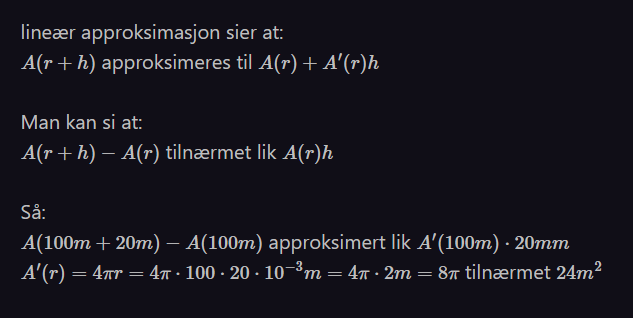 lineær approksimasjon sier at:
A(r + h) approksimeres til A(r) + A′(r)h
Man kan si at:
A(r + h) − A(r) tilnærmet lik A(r)h
Så:
A(100m + 20m) − A(100m) approksimert lik A′(100m) · 20mm
A′(r) = 4πr = 4π · 100 · 20 · 10⁻³m = 4π · 2m = 8π tilnærmet 24m²